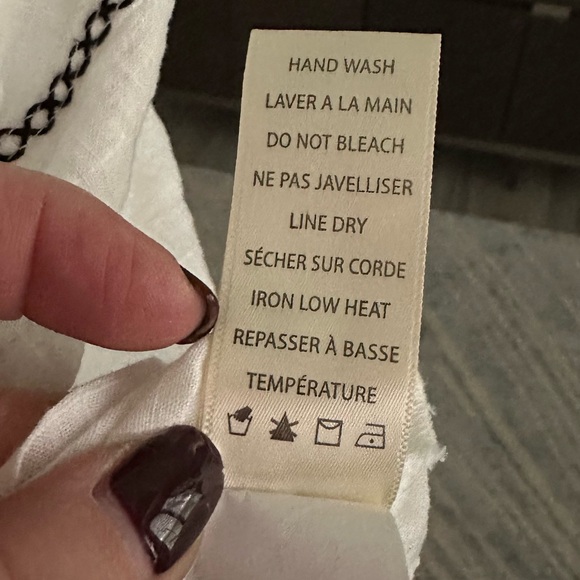 HAND WASH
LAVER A LA MAIN
DO NOT BLEACH
NE PAS JAVELLISER
LINE DRY
SÉCHER SUR CORDE
IRON LOW HEAT
REPASSER À BASSE
TEMPÉRATURE